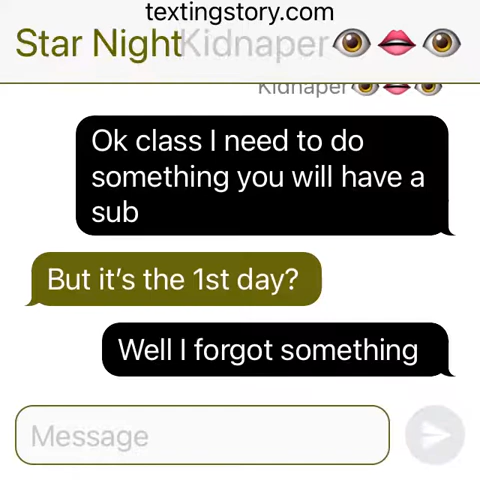 textingstory.com
Star Night Kidnaper👁️👄👁️
Kidnaper👁️👄👁️
Ok class I need to do
something you will have a
sub
But it’s the 1st day?
Well I forgot something
Message